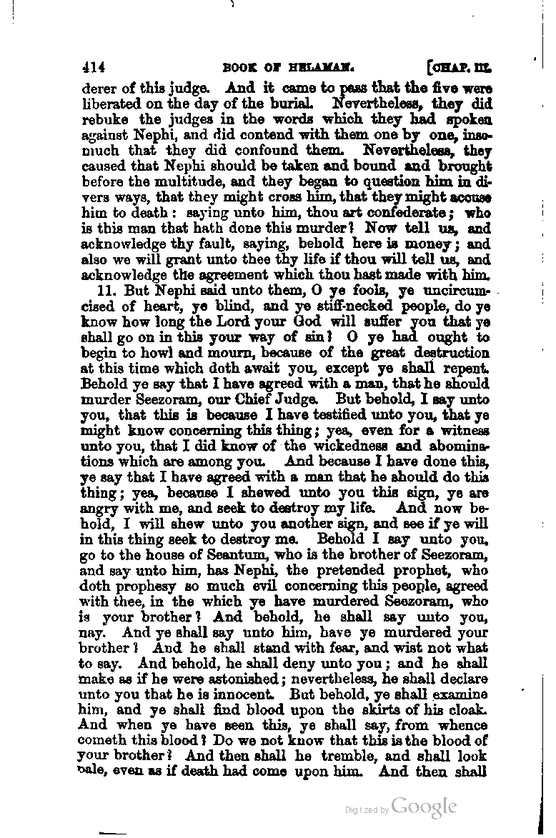 414 BOOK OF HELAMAN. [CHAP. III.
derer of this judge. And it came to pass that the five were
liberated on the day of the burial. Nevertheless, they did
rebuke the judges in the words which they had spoken
against Nephi, and did contend with them one by one, inso-
much that they did confound them. Nevertheless, they
caused that Nephi should be taken and bound and brought
before the multitude, and they began to question him in di-
vers ways, that they might cross him, that they might accuse
him to death: saying unto him, thou art confederate; who
is this man that hath done this murder? Now tell us, and
acknowledge thy fault, saying, behold here is money; and
also we will grant unto thee thy life if thou will tell us, and
acknowledge the agreement which thou hast made with him.
11. But Nephi said unto them, O ye fools, ye uncircum-
cised of heart, ye blind, and ye stiff-necked people, do ye
know how long the Lord your God will suffer you that ye
shall go on in this your way of sin? O ye had ought to
begin to howl and mourn, because of the great destruction
at this time which doth await you, except ye shall repent.
Behold ye say that I have agreed with a man, that he should
murder Seezoram, our Chief Judge. But behold, I say unto
you, that this is because I have testified unto you, that ye
might know concerning this thing; yea, even for a witness
unto you, that I did know of the wickedness and abomina-
tions which are among you. And because I have done this,
ye say that I have agreed with a man that he should do this
thing; yea, because I shewed unto you this sign, ye are
angry with me, and seek to destroy my life. And now be-
hold, I will shew unto you another sign, and see if ye will
in this thing seek to destroy me. Behold I say unto you,
go to the house of Seantum, who is the brother of Seezoram,
and say unto him, has Nephi, the pretended prophet, who
doth prophesy so much evil concerning this people, agreed
with thee, in the which ye have murdered Seezoram, who
is your brother? And behold, he shall say unto you,
nay. And ye shall say unto him, have ye murdered your
brother? And he shall stand with fear, and wist not what
to say. And behold, he shall deny unto you; and he shall
make as if he were astonished; nevertheless, he shall declare
unto you that he is innocent. But behold, ye shall examine
him, and ye shall find blood upon the skirts of his cloak.
And when ye have seen this, ye shall say, from whence
cometh this blood? Do we not know that this is the blood of
your brother? And then shall he tremble, and shall look
pale, even as if death had come upon him. And then shall
Digitized by Google